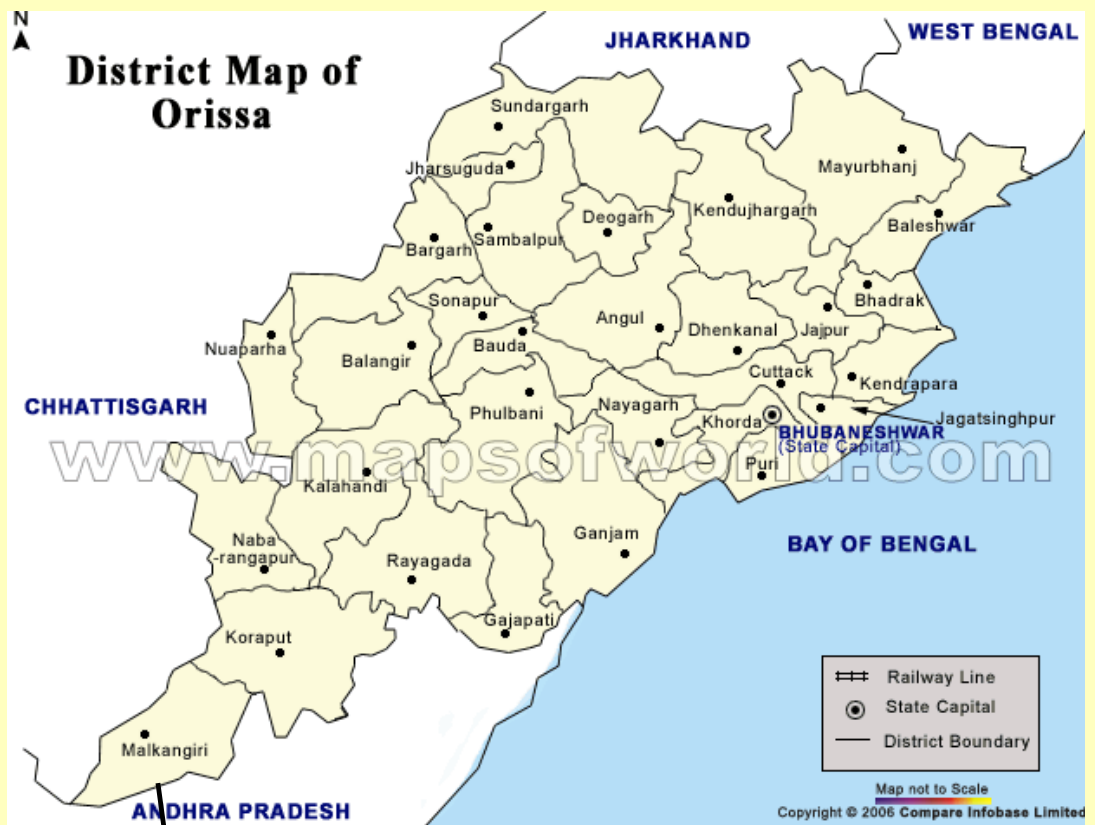 N
District Map of
Orissa
JHARKHAND
WEST BENGAL
Sundargarh
Jharsuguda
Mayurbhanj
Kendujhargarh
Deogarh
Baleshwar
Sambalpur
Bargarh
Sonapur
Bhadrak
Angul
Dhenkanal
Jajpur
Nuaparha
Balangir
Bauda
Cuttack
Kendrapara
CHHATTISGARH
Phulbani
Nayagarh
Khorda
Jagatsinghpur
BHUBANESHWAR
(State Capital)
www.mapsofworld.com
Puri
Kalahandi
Ganjam
BAY OF BENGAL
Naba
-rangapur
Rayagada
Gajapati
Koraput
Malkangiri
ANDHRA PRADESH
Railway Line
State Capital
District Boundary
Map not to Scale
Copyright © 2006 Compare Infobase Limited